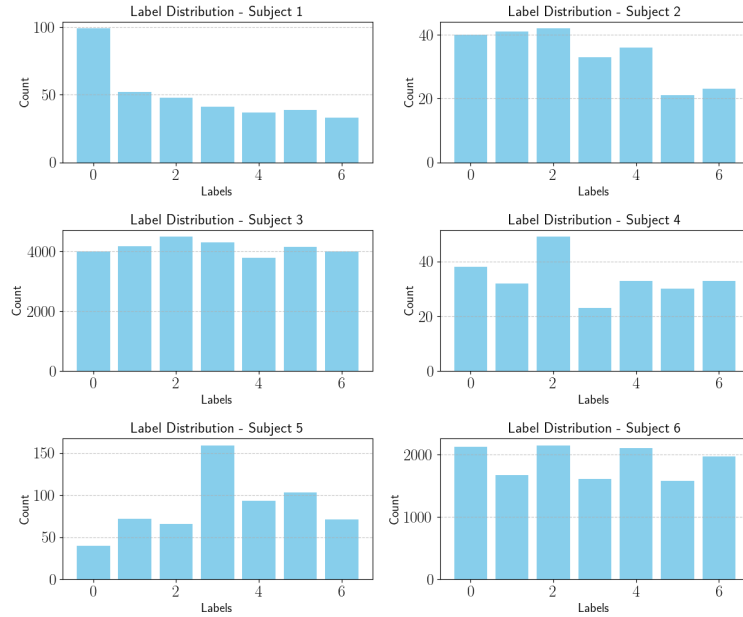 Label Distribution - Subject 1
100
50
0
Count
0 2 4 6
Labels
Label Distribution - Subject 2
40
20
0
Count
0 2 4 6
Labels
Label Distribution - Subject 3
4000
2000
0
Count
0 2 4 6
Labels
Label Distribution - Subject 4
40
20
0
Count
0 2 4 6
Labels
Label Distribution - Subject 5
150
100
50
0
Count
0 2 4 6
Labels
Label Distribution - Subject 6
2000
1000
0
Count
0 2 4 6
Labels